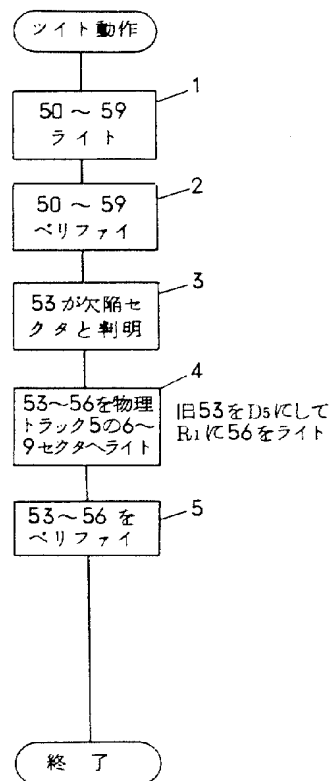 ツイト動作
1
50～59
ライト
2
50～59
ベリファイ
3
53が欠陥セ
クタと判明
4
53～56を物理
トラック5の6～
9セクタへライト
旧53をD5にして
R1に56をライト
5
53～56を
ベリファイ
終了